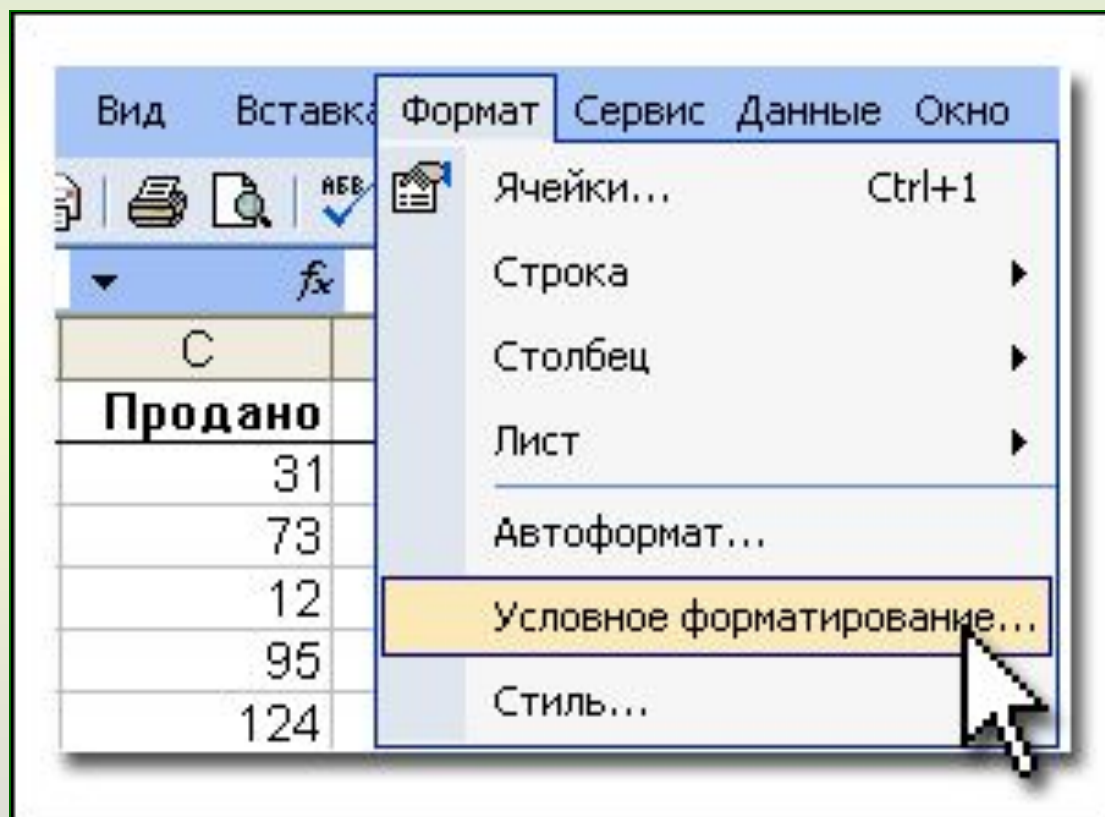 Вид Вставка Формат Сервис Данные Окно
АБВ
Ячейки... Ctrl+1
fx
Строка
C
Столбец
Продано
Лист
31
73
Автоформат...
12
Условное форматирование...
95
Стиль...
124